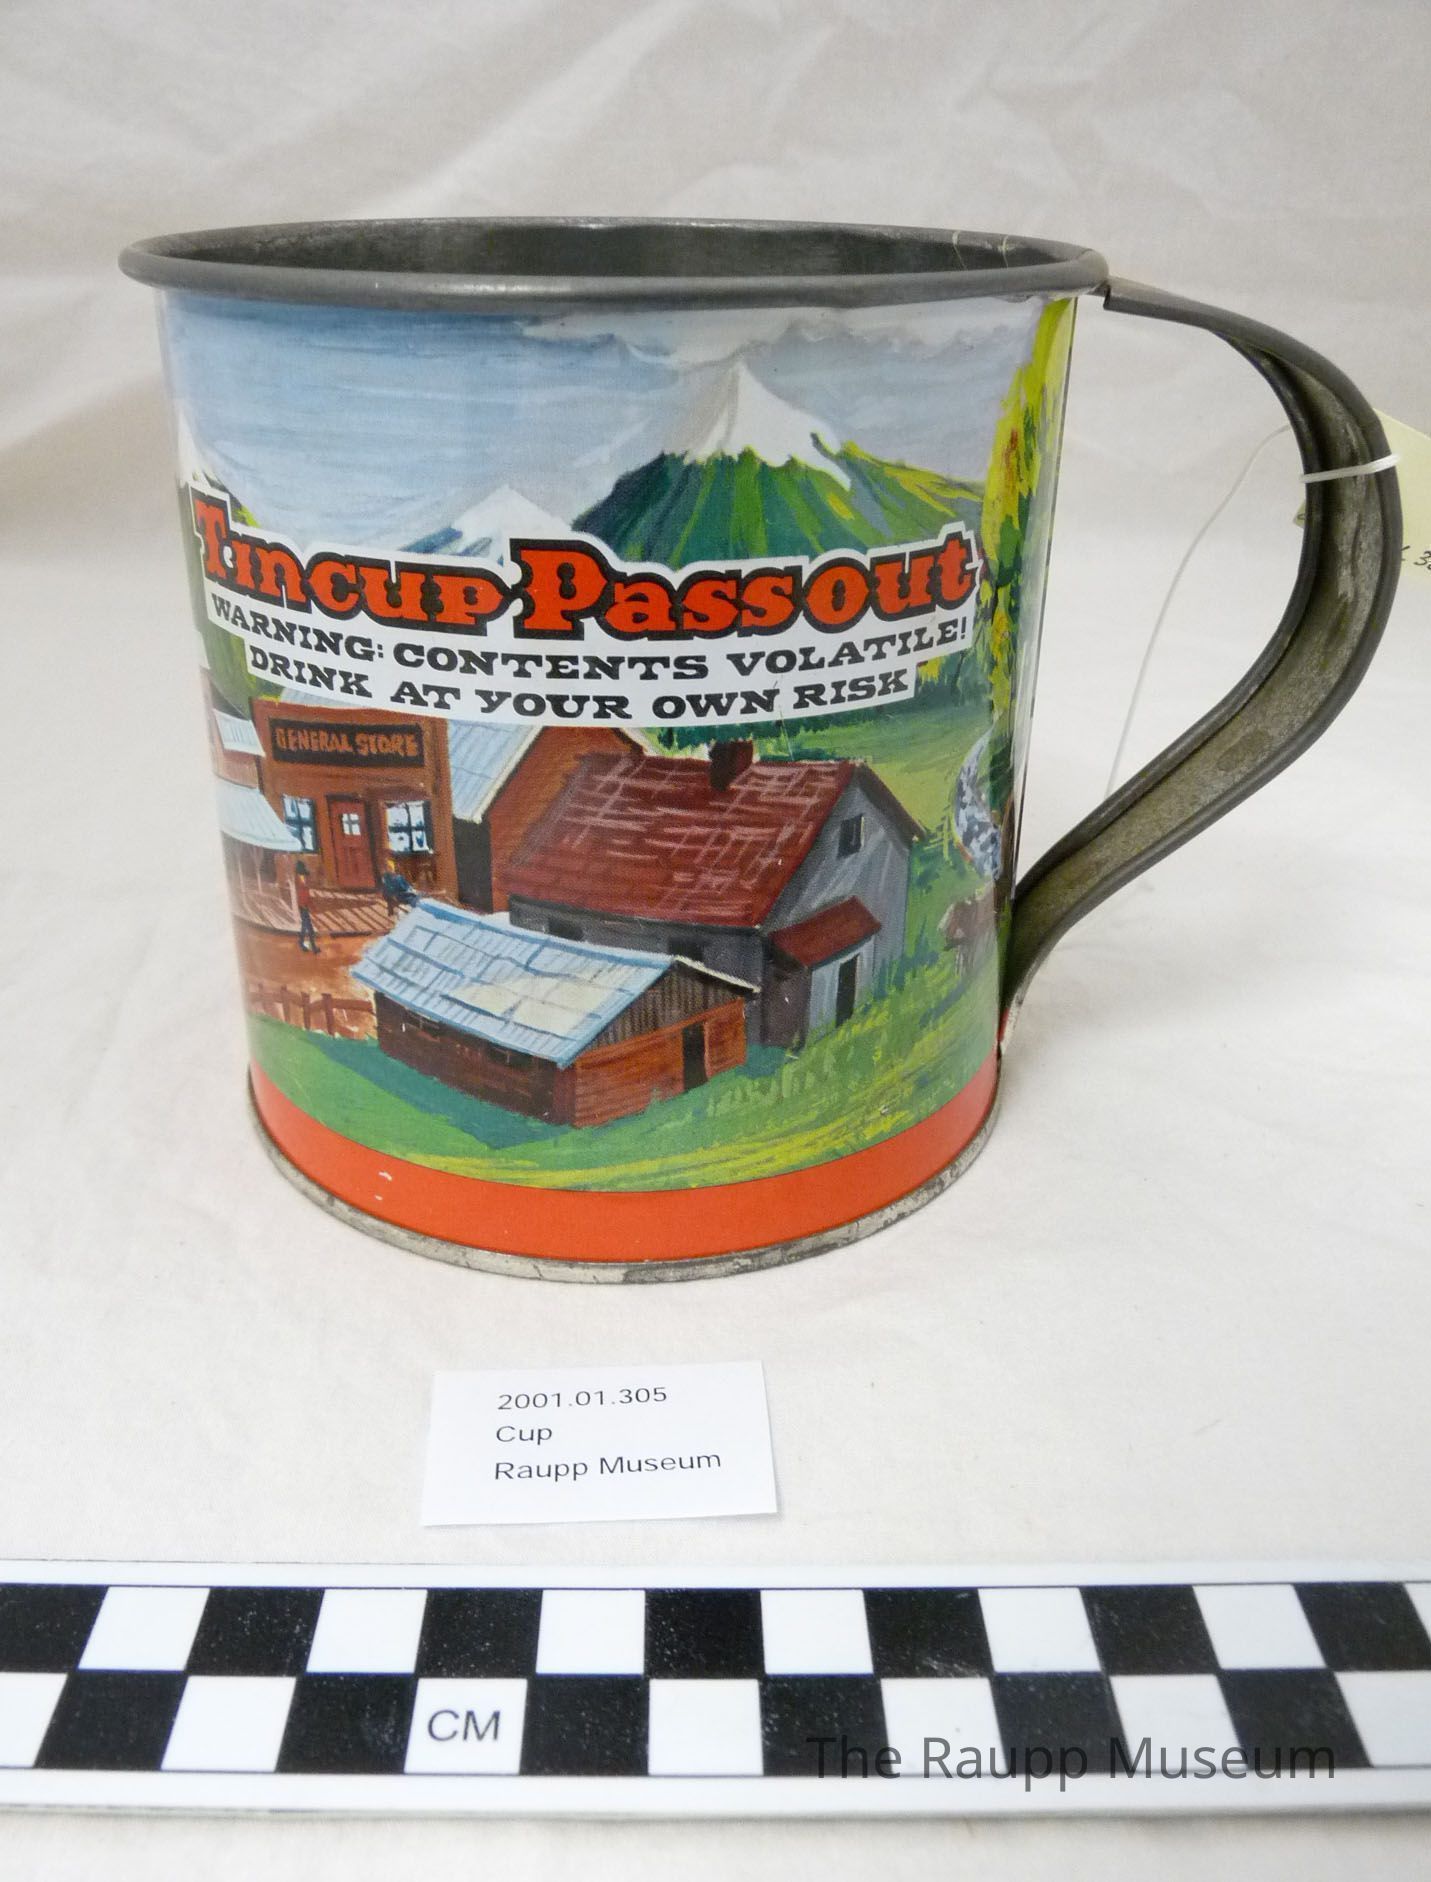 Tincup Passout
WARNING: CONTENTS VOLATILE!
DRINK AT YOUR OWN RISK
GENERAL STORE
2001.01.305
Cup
Raupp Museum
CM
The Raupp Museum